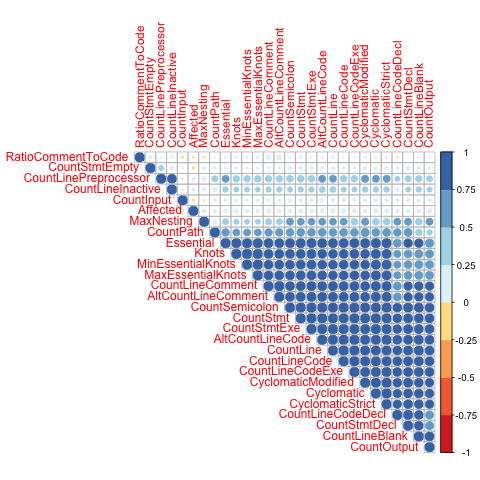 RatioCommentToCode
CountStmtEmpty
CountLinePreprocessor
CountLineInactive
CountInput
Affected
MaxNesting
CountPath
Essential
Knots
MinEssentialKnots
MaxEssentialKnots
CountLineComment
AltCountLineComment
CountSemicolon
CountStmt
CountStmtExe
AltCountLineCode
CountLine
CountLineCode
CountLineCodeExe
CyclomaticModified
Cyclomatic
CyclomaticStrict
CountLineCodeDecl
CountStmtDecl
CountLineBlank
CountOutput
RatioCommentToCode
CountStmtEmpty
CountLinePreprocessor
CountLineInactive
CountInput
Affected
MaxNesting
CountPath
Essential
Knots
MinEssentialKnots
MaxEssentialKnots
CountLineComment
AltCountLineComment
CountSemicolon
CountStmt
CountStmtExe
AltCountLineCode
CountLine
CountLineCode
CountLineCodeExe
CyclomaticModified
Cyclomatic
CyclomaticStrict
CountLineCodeDecl
CountStmtDecl
CountLineBlank
CountOutput
1
0.75
0.5
0.25
0
-0.25
-0.5
-0.75
-1